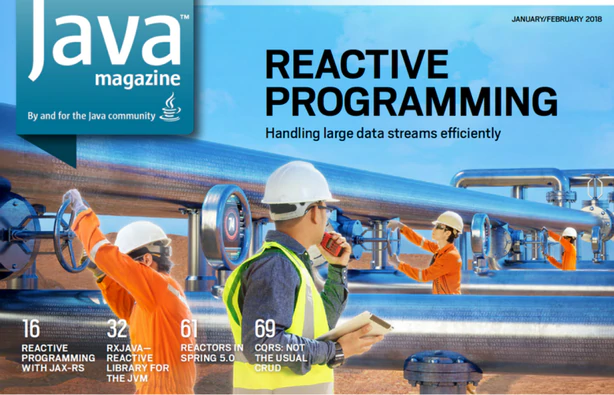 Java™
magazine
By and for the Java community
JANUARY/FEBRUARY 2018
REACTIVE
PROGRAMMING
Handling large data streams efficiently
16
REACTIVE
PROGRAMMING
WITH JAX-RS
32
RXJAVA—
REACTIVE
LIBRARY FOR
THE JVM
61
REACTORS IN
SPRING 5.0
69
CQRS: NOT
THE USUAL
CRUD